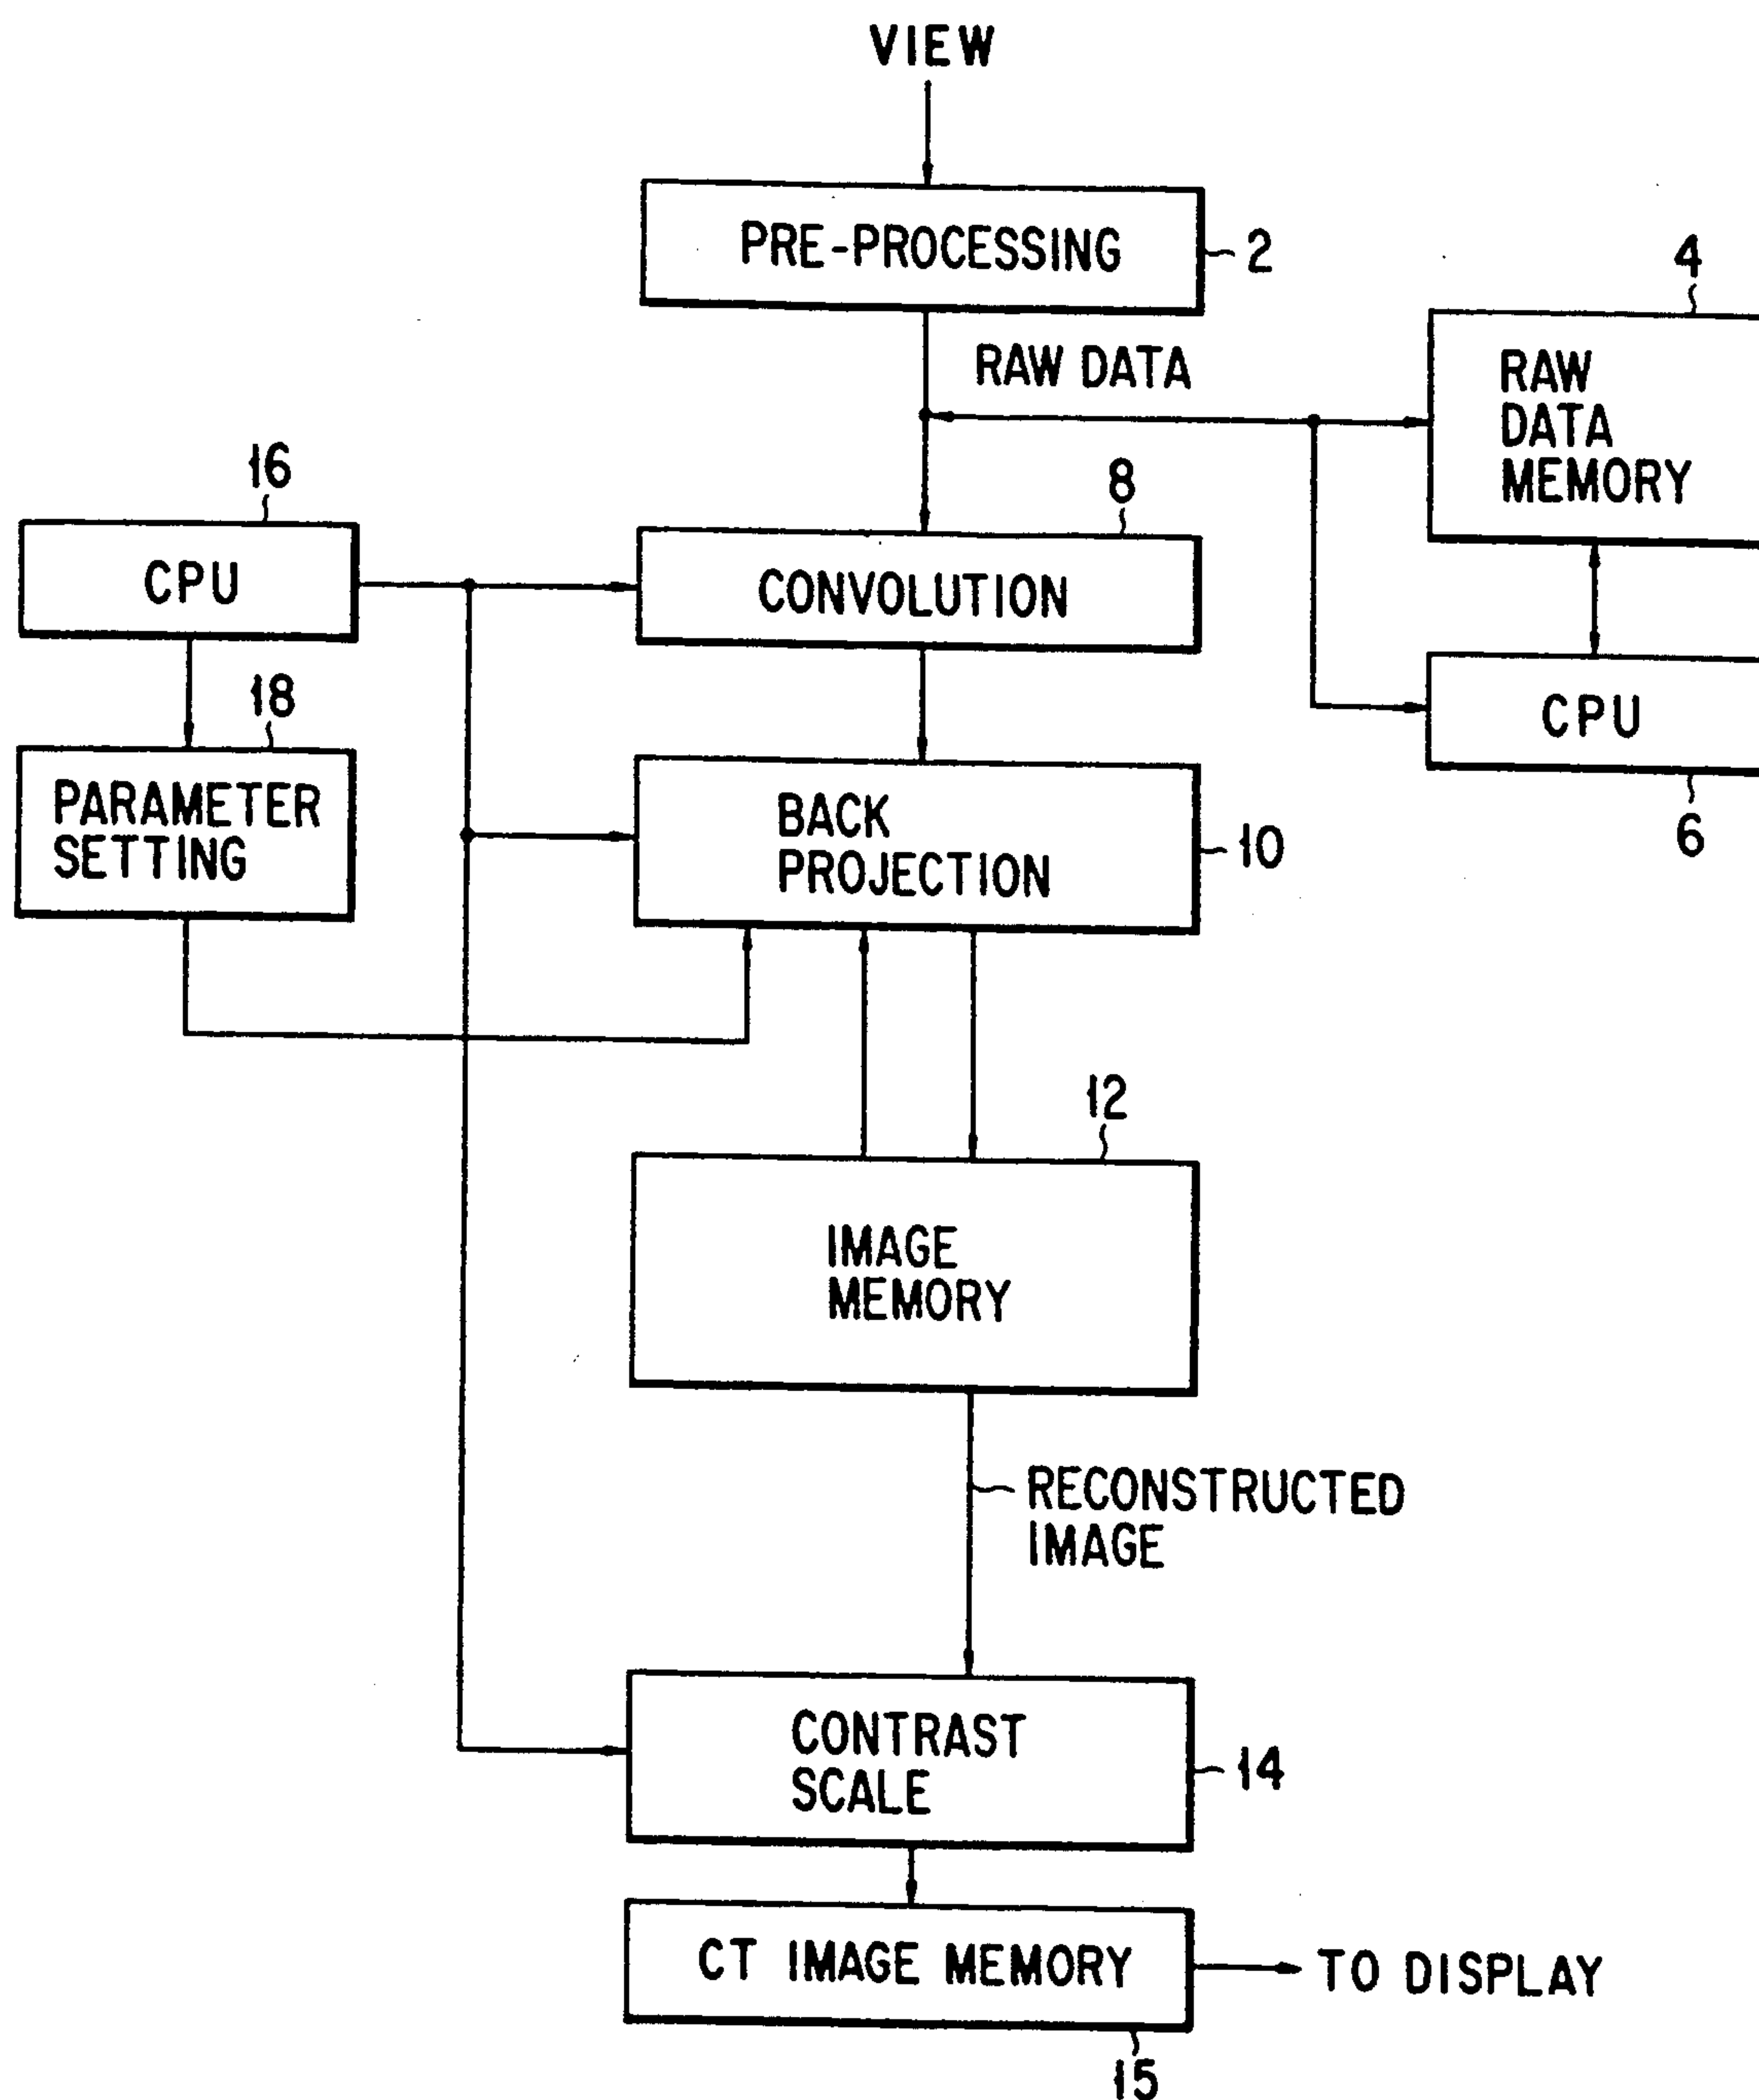 VIEW
PRE-PROCESSING
2
4
RAW DATA
RAW
DATA
MEMORY
16
8
CPU
CONVOLUTION
18
CPU
6
PARAMETER
SETTING
BACK
PROJECTION
10
12
IMAGE
MEMORY
RECONSTRUCTED
IMAGE
CONTRAST
SCALE
14
CT IMAGE MEMORY
TO DISPLAY
15